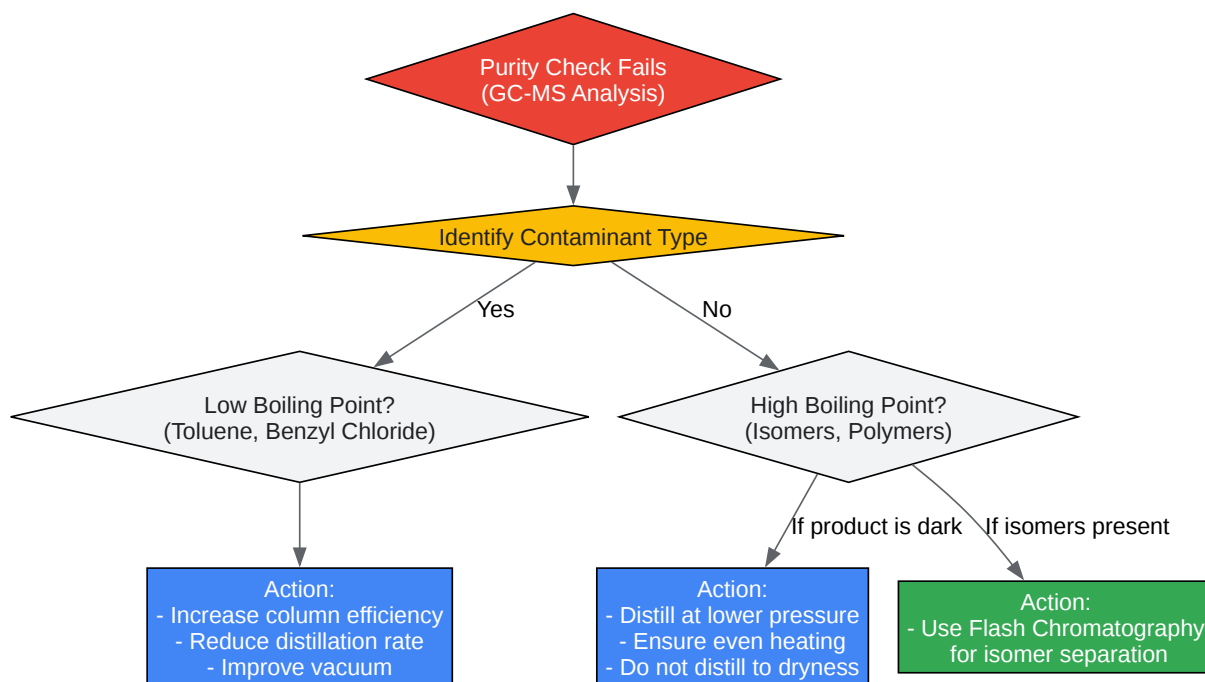 Purity Check Fails
(GC-MS Analysis)
Identify Contaminant Type
Yes
No
Low Boiling Point?
(Toluene, Benzyl Chloride)
High Boiling Point?
(Isomers, Polymers)
If product is dark
If isomers present
Action:
- Increase column efficiency
- Reduce distillation rate
- Improve vacuum
Action:
- Distill at lower pressure
- Ensure even heating
- Do not distill to dryness
Action:
- Use Flash Chromatography
for isomer separation